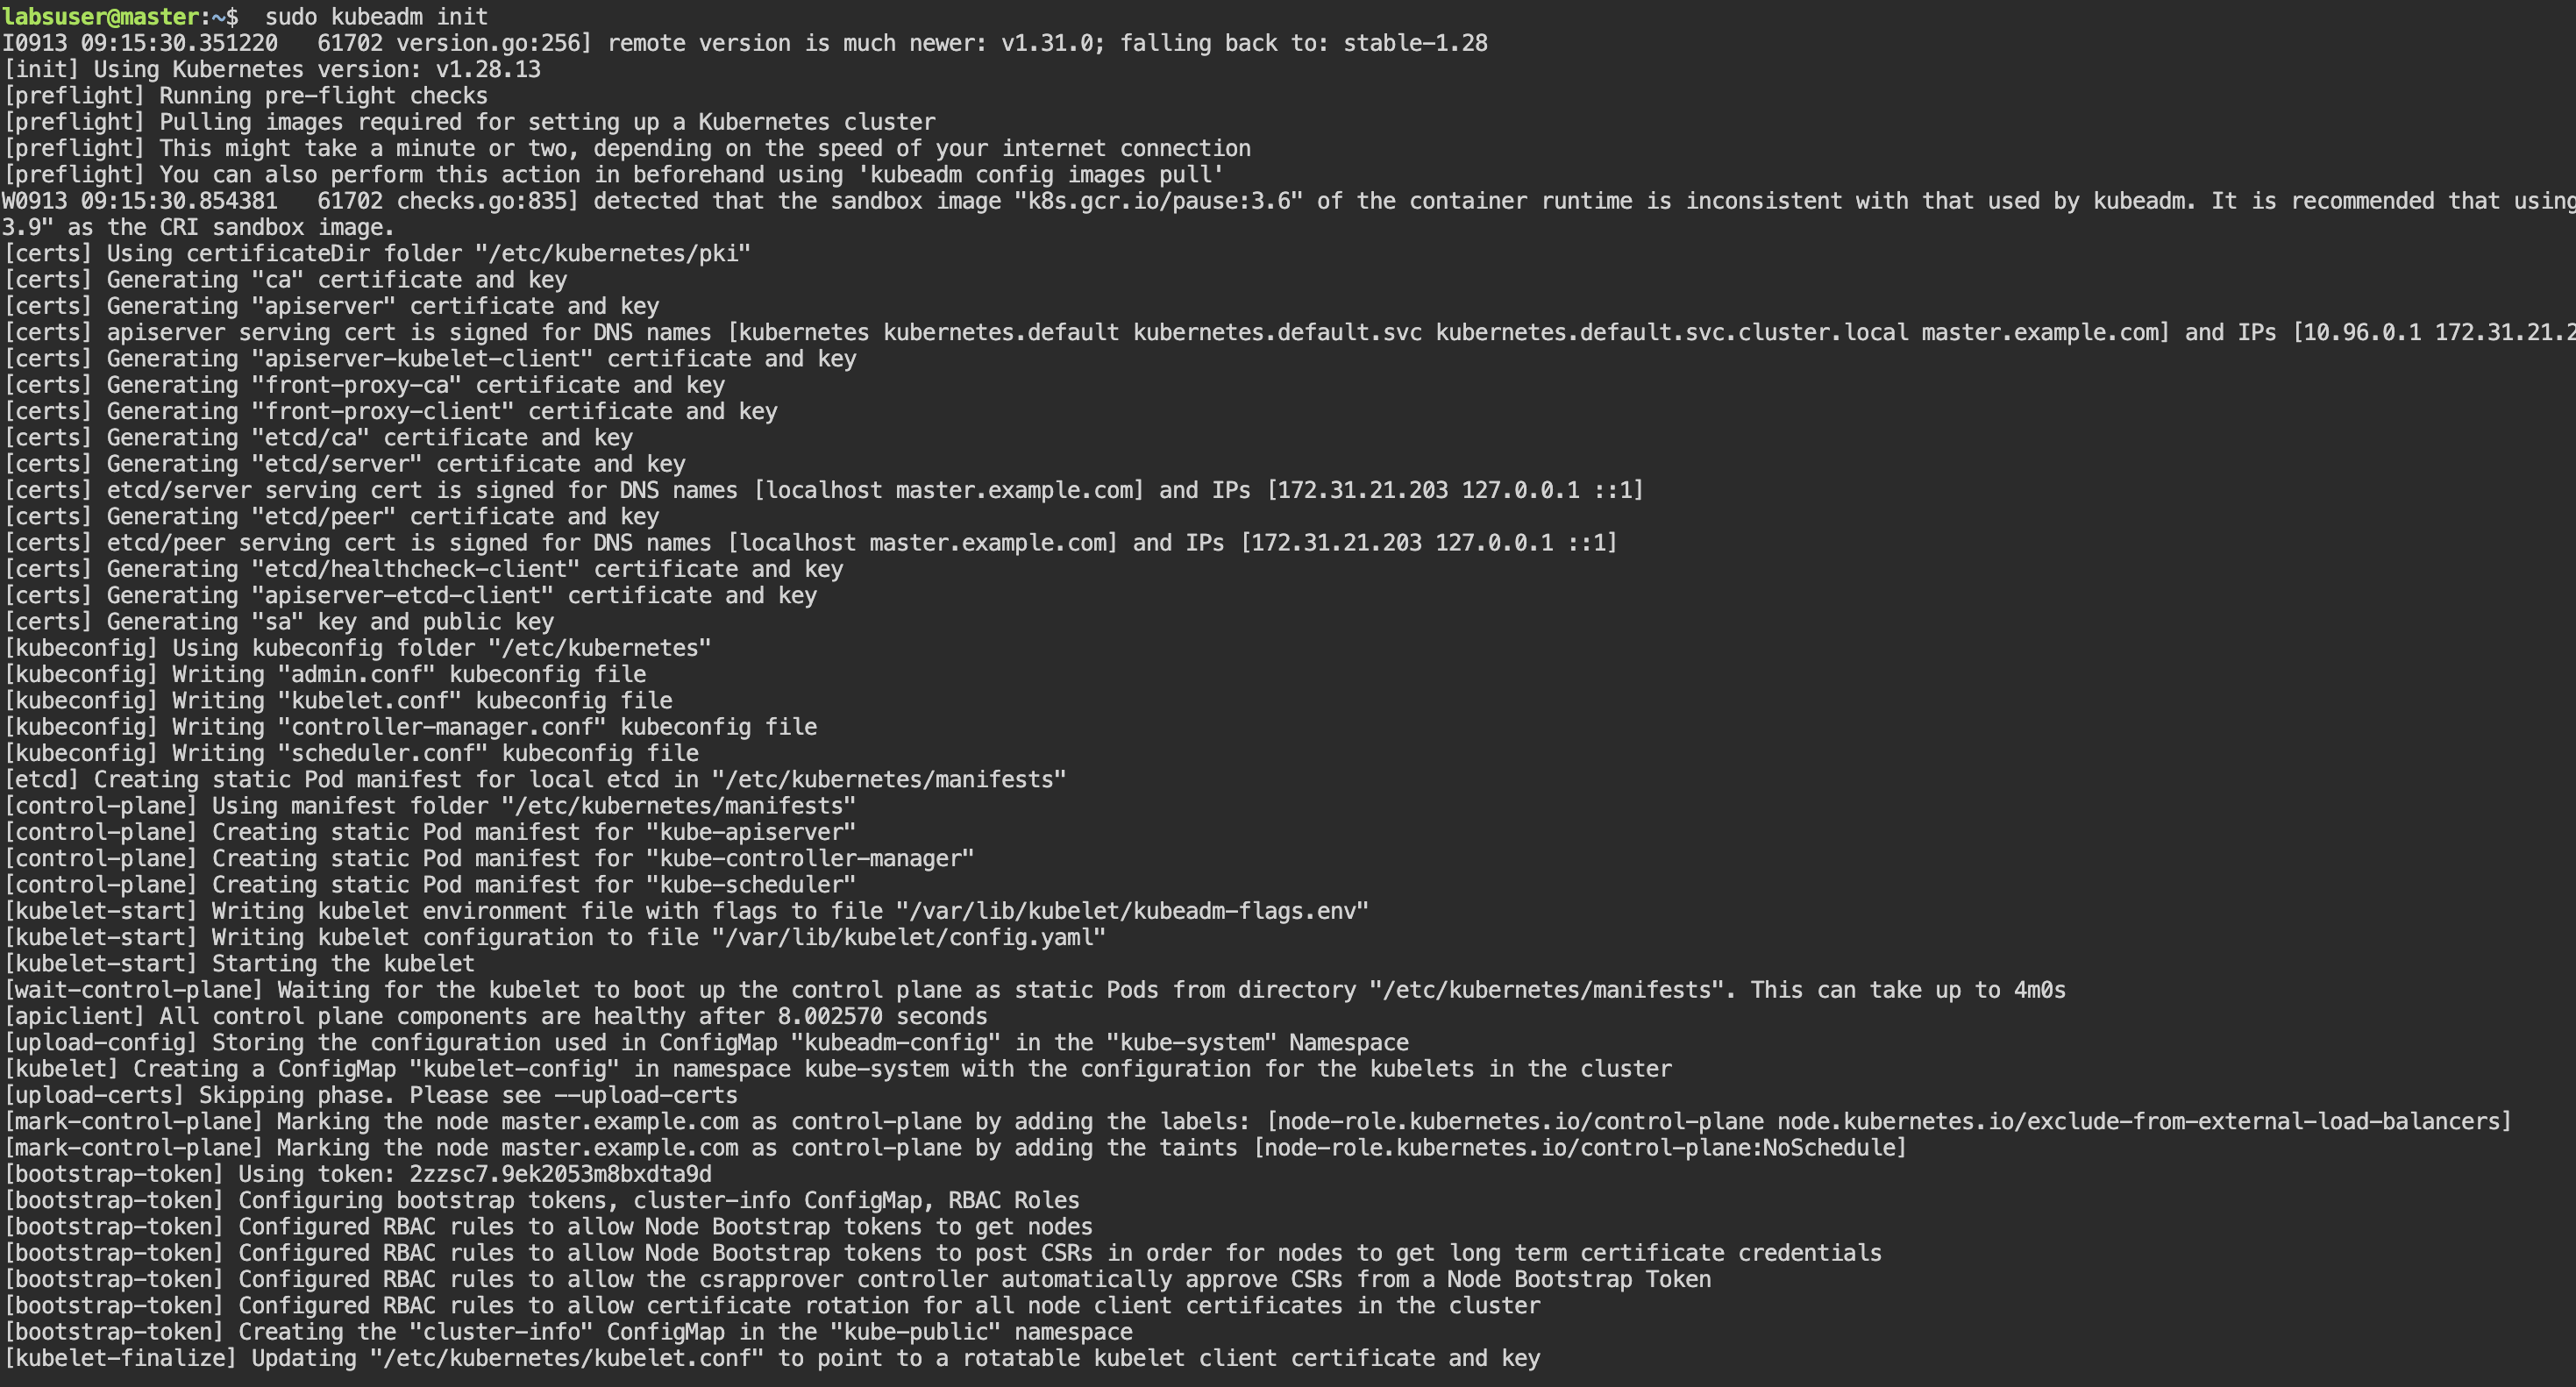 labsuser@master:~$  sudo kubeadm init
I0913 09:15:30.351220   61702 version.go:256] remote version is much newer: v1.31.0; falling back to: stable-1.28
[init] Using Kubernetes version: v1.28.13
[preflight] Running pre-flight checks
[preflight] Pulling images required for setting up a Kubernetes cluster
[preflight] This might take a minute or two, depending on the speed of your internet connection
[preflight] You can also perform this action in beforehand using 'kubeadm config images pull'
W0913 09:15:30.854381   61702 checks.go:835] detected that the sandbox image "k8s.gcr.io/pause:3.6" of the container runtime is inconsistent with that used by kubeadm. It is recommended that using
3.9" as the CRI sandbox image.
[certs] Using certificateDir folder "/etc/kubernetes/pki"
[certs] Generating "ca" certificate and key
[certs] Generating "apiserver" certificate and key
[certs] apiserver serving cert is signed for DNS names [kubernetes kubernetes.default kubernetes.default.svc kubernetes.default.svc.cluster.local master.example.com] and IPs [10.96.0.1 172.31.21.2
[certs] Generating "apiserver-kubelet-client" certificate and key
[certs] Generating "front-proxy-ca" certificate and key
[certs] Generating "front-proxy-client" certificate and key
[certs] Generating "etcd/ca" certificate and key
[certs] Generating "etcd/server" certificate and key
[certs] etcd/server serving cert is signed for DNS names [localhost master.example.com] and IPs [172.31.21.203 127.0.0.1 ::1]
[certs] Generating "etcd/peer" certificate and key
[certs] etcd/peer serving cert is signed for DNS names [localhost master.example.com] and IPs [172.31.21.203 127.0.0.1 ::1]
[certs] Generating "etcd/healthcheck-client" certificate and key
[certs] Generating "apiserver-etcd-client" certificate and key
[certs] Generating "sa" key and public key
[kubeconfig] Using kubeconfig folder "/etc/kubernetes"
[kubeconfig] Writing "admin.conf" kubeconfig file
[kubeconfig] Writing "kubelet.conf" kubeconfig file
[kubeconfig] Writing "controller-manager.conf" kubeconfig file
[kubeconfig] Writing "scheduler.conf" kubeconfig file
[etcd] Creating static Pod manifest for local etcd in "/etc/kubernetes/manifests"
[control-plane] Using manifest folder "/etc/kubernetes/manifests"
[control-plane] Creating static Pod manifest for "kube-apiserver"
[control-plane] Creating static Pod manifest for "kube-controller-manager"
[control-plane] Creating static Pod manifest for "kube-scheduler"
[kubelet-start] Writing kubelet environment file with flags to file "/var/lib/kubelet/kubeadm-flags.env"
[kubelet-start] Writing kubelet configuration to file "/var/lib/kubelet/config.yaml"
[kubelet-start] Starting the kubelet
[wait-control-plane] Waiting for the kubelet to boot up the control plane as static Pods from directory "/etc/kubernetes/manifests". This can take up to 4m0s
[apiclient] All control plane components are healthy after 8.002570 seconds
[upload-config] Storing the configuration used in ConfigMap "kubeadm-config" in the "kube-system" Namespace
[kubelet] Creating a ConfigMap "kubelet-config" in namespace kube-system with the configuration for the kubelets in the cluster
[upload-certs] Skipping phase. Please see --upload-certs
[mark-control-plane] Marking the node master.example.com as control-plane by adding the labels: [node-role.kubernetes.io/control-plane node.kubernetes.io/exclude-from-external-load-balancers]
[mark-control-plane] Marking the node master.example.com as control-plane by adding the taints [node-role.kubernetes.io/control-plane:NoSchedule]
[bootstrap-token] Using token: 2zzsc7.9ek2053m8bxdta9d
[bootstrap-token] Configuring bootstrap tokens, cluster-info ConfigMap, RBAC Roles
[bootstrap-token] Configured RBAC rules to allow Node Bootstrap tokens to get nodes
[bootstrap-token] Configured RBAC rules to allow Node Bootstrap tokens to post CSRs in order for nodes to get long term certificate credentials
[bootstrap-token] Configured RBAC rules to allow the csrapprover controller automatically approve CSRs from a Node Bootstrap Token
[bootstrap-token] Configured RBAC rules to allow certificate rotation for all node client certificates in the cluster
[bootstrap-token] Creating the "cluster-info" ConfigMap in the "kube-public" namespace
[kubelet-finalize] Updating "/etc/kubernetes/kubelet.conf" to point to a rotatable kubelet client certificate and key